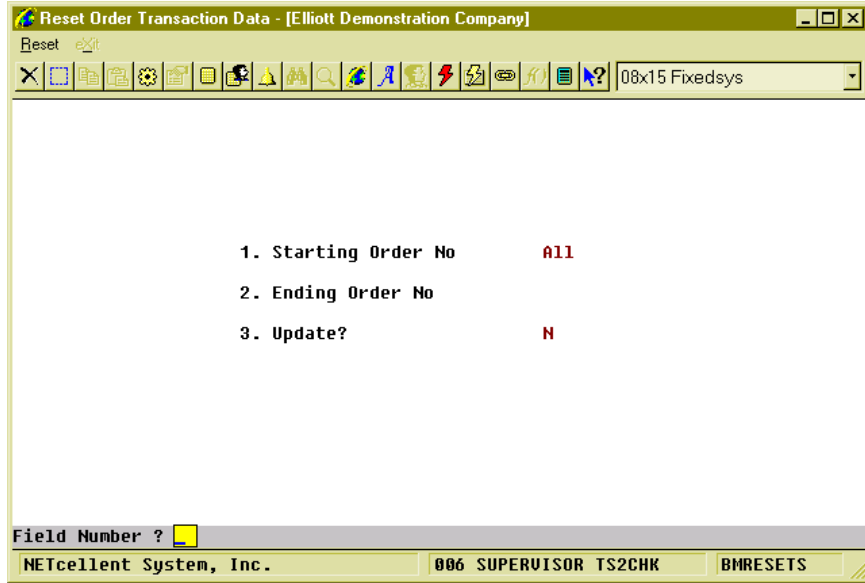 Reset Order Transaction Data - [Elliott Demonstration Company]
Reset eXit
08x15 Fixedsys
1. Starting Order No All
2. Ending Order No
3. Update? N
Field Number ?
NETcellent System, Inc. 006 SUPERVISOR TS2CHK BMRESETS